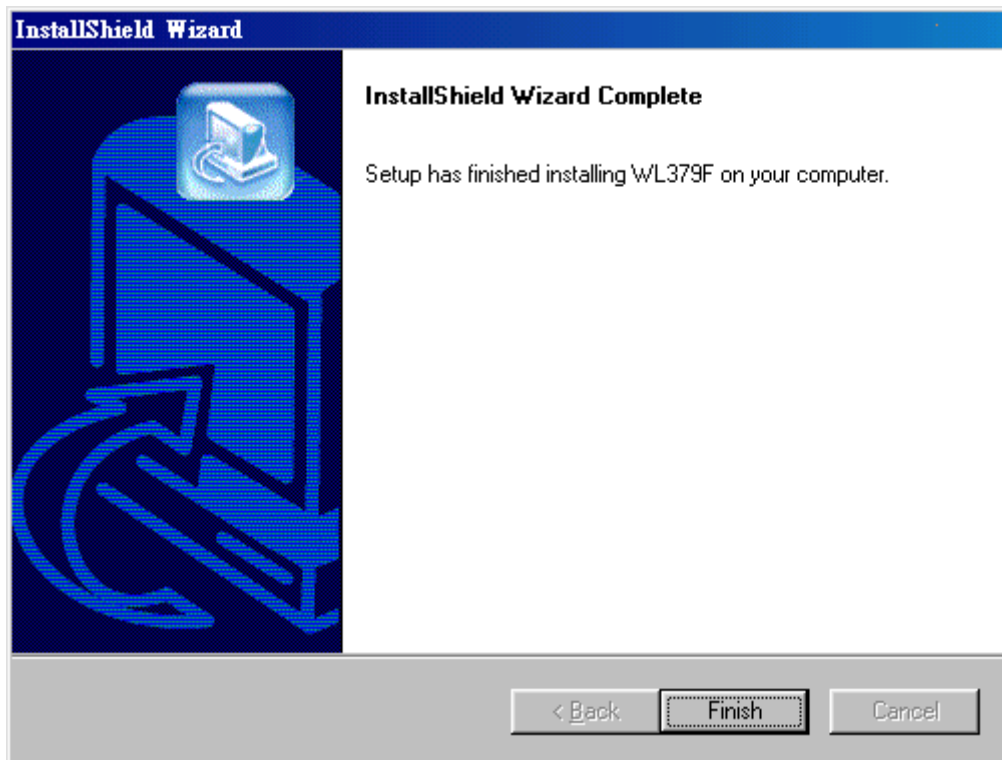 InstallShield Wizard
InstallShield Wizard Complete
Setup has finished installing WL379F on your computer.
< Back
Finish
Cancel